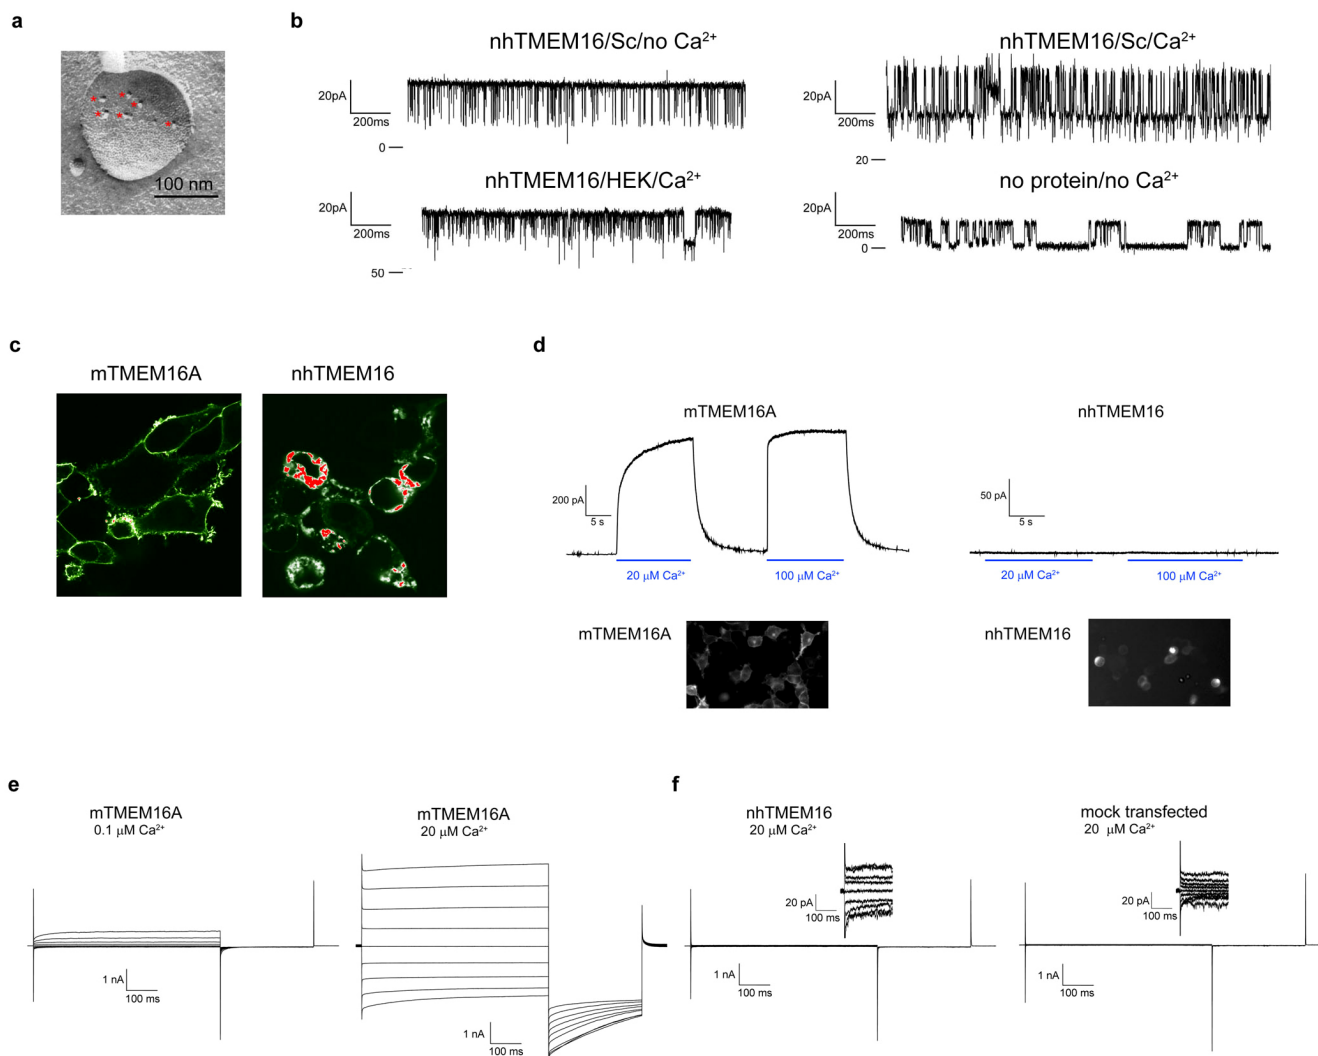 a
100 nm
b
nhTMEM16/Sc/no Ca²⁺
20pA
200ms
0
nhTMEM16/Sc/Ca²⁺
20pA
200ms
20
nhTMEM16/HEK/Ca²⁺
20pA
200ms
50
no protein/no Ca²⁺
20pA
200ms
0
c
mTMEM16A
nhTMEM16
d
mTMEM16A
200 pA
5 s
20 µM Ca²⁺
100 µM Ca²⁺
nhTMEM16
50 pA
5 s
20 µM Ca²⁺
100 µM Ca²⁺
mTMEM16A
nhTMEM16
e
mTMEM16A
0.1 µM Ca²⁺
1 nA
100 ms
mTMEM16A
20 µM Ca²⁺
1 nA
100 ms
f
nhTMEM16
20 µM Ca²⁺
20 pA
100 ms
1 nA
100 ms
mock transfected
20 µM Ca²⁺
20 pA
100 ms
1 nA
100 ms